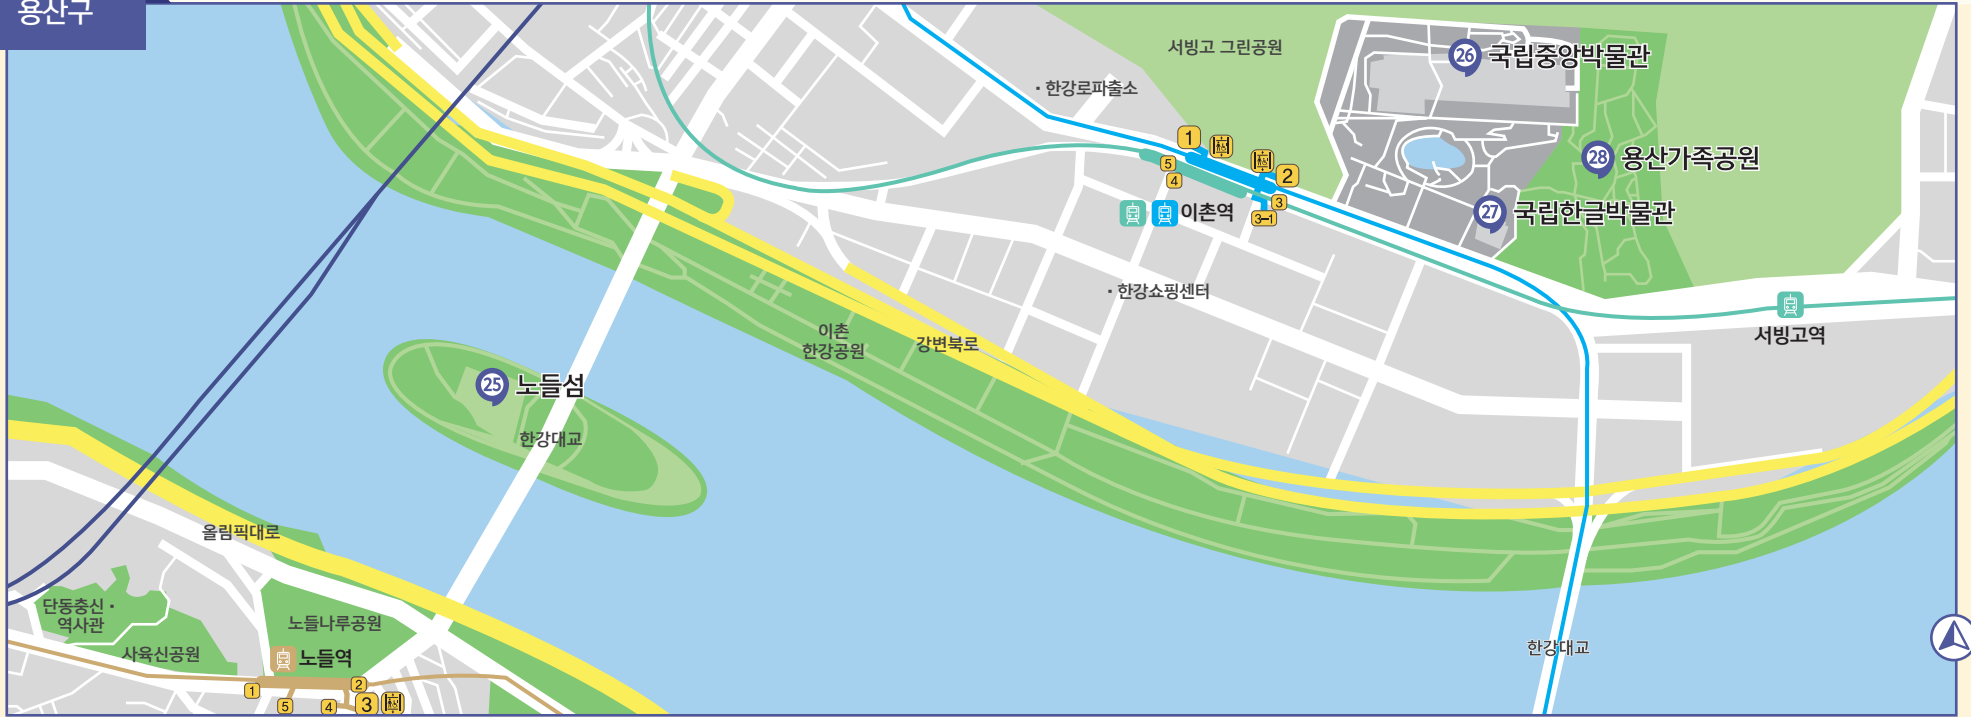 용산구
서빙고 그린공원
26 국립중앙박물관
· 한강로파출소
1
2
5
4
3
3-1
28 용산가족공원
이촌역
27 국립한글박물관
· 한강쇼핑센터
서빙고역
이촌
한강공원
강변북로
25 노들섬
한강대교
올림픽대로
단동충신 ·
역사관
노들나루공원
사육신공원
노들역
한강대교
1
2
5
4
3